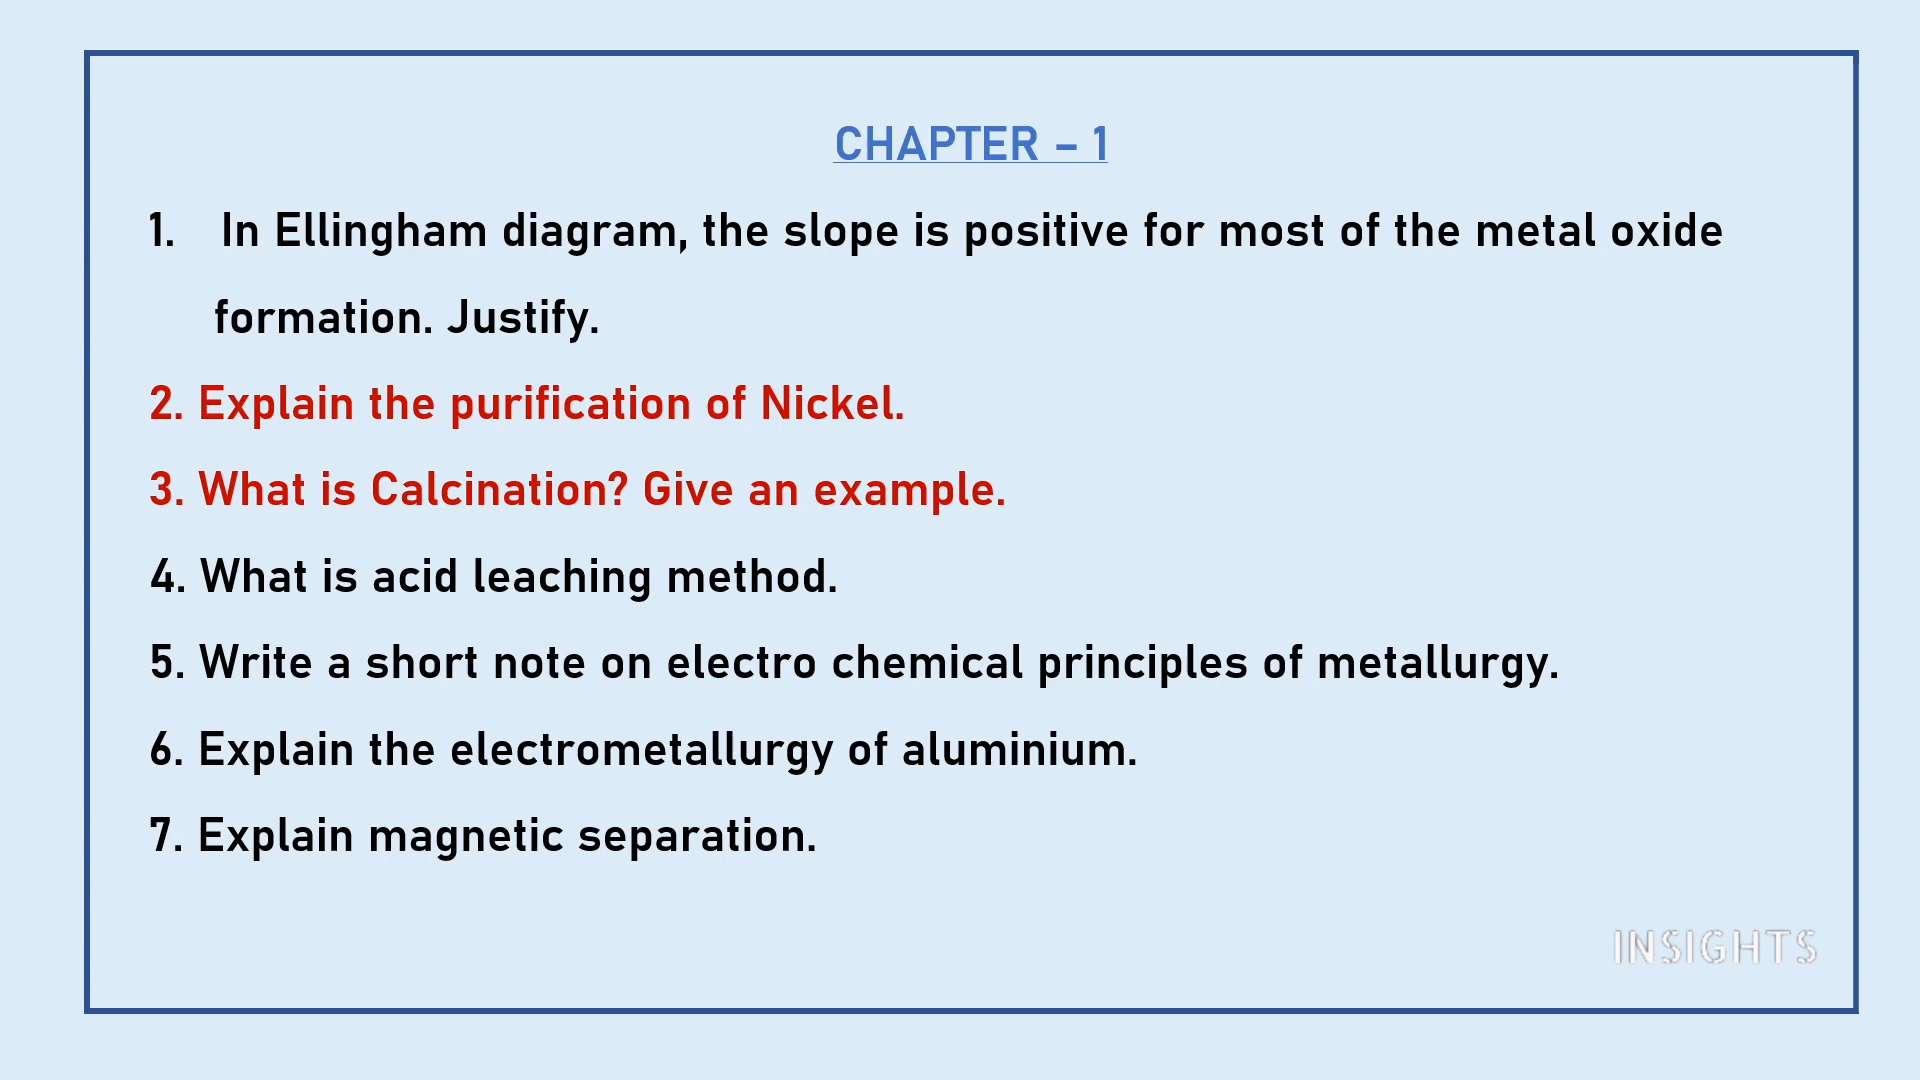 CHAPTER – 1
1. In Ellingham diagram, the slope is positive for most of the metal oxide
formation. Justify.
2. Explain the purification of Nickel.
3. What is Calcination? Give an example.
4. What is acid leaching method.
5. Write a short note on electro chemical principles of metallurgy.
6. Explain the electrometallurgy of aluminium.
7. Explain magnetic separation.
INSIGHTS